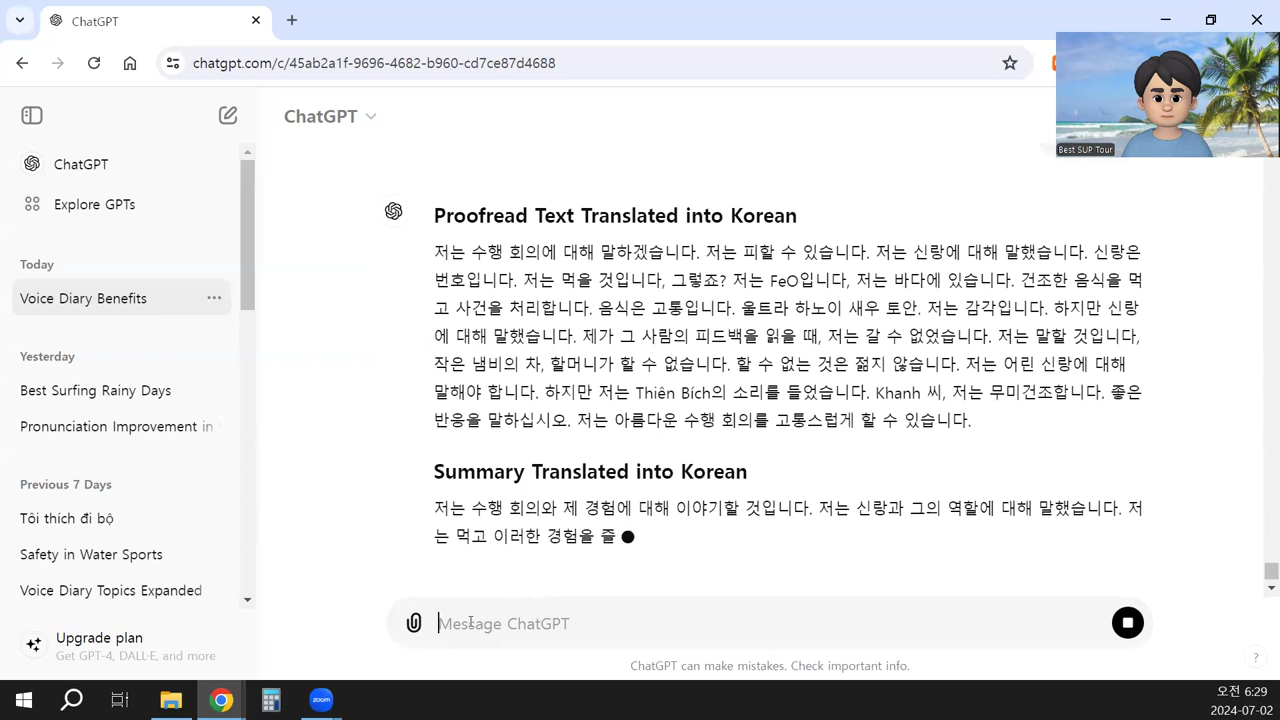 ChatGPT
chatgpt.com/c/45ab2a1f-9696-4682-b960-cd7ce87d4688
Best SUP Tour
ChatGPT
ChatGPT
Explore GPTs
Today
Voice Diary Benefits
Yesterday
Best Surfing Rainy Days
Pronunciation Improvement in
Previous 7 Days
Tôi thích đi bộ
Safety in Water Sports
Voice Diary Topics Expanded
Upgrade plan
Get GPT-4, DALL·E, and more
Proofread Text Translated into Korean
저는 수행 회의에 대해 말하겠습니다. 저는 피할 수 있습니다. 저는 신랑에 대해 말했습니다. 신랑은
번호입니다. 저는 먹을 것입니다, 그렇죠? 저는 FeO입니다, 저는 바다에 있습니다. 건조한 음식을 먹
고 사건을 처리합니다. 음식은 고통입니다. 울트라 하노이 새우 토안. 저는 감각입니다. 하지만 신랑
에 대해 말했습니다. 제가 그 사람의 피드백을 읽을 때, 저는 갈 수 없었습니다. 저는 말할 것입니다,
작은 냄비의 차, 할머니가 할 수 없습니다. 할 수 없는 것은 젊지 않습니다. 저는 어린 신랑에 대해
말해야 합니다. 하지만 저는 Thiên Bích의 소리를 들었습니다. Khanh 씨, 저는 무미건조합니다. 좋은
반응을 말하십시오. 저는 아름다운 수행 회의를 고통스럽게 할 수 있습니다.
Summary Translated into Korean
저는 수행 회의와 제 경험에 대해 이야기할 것입니다. 저는 신랑과 그의 역할에 대해 말했습니다. 저
는 먹고 이러한 경험을 즐
Message ChatGPT
ChatGPT can make mistakes. Check important info.
?
zoom
오전 6:29
2024-07-02